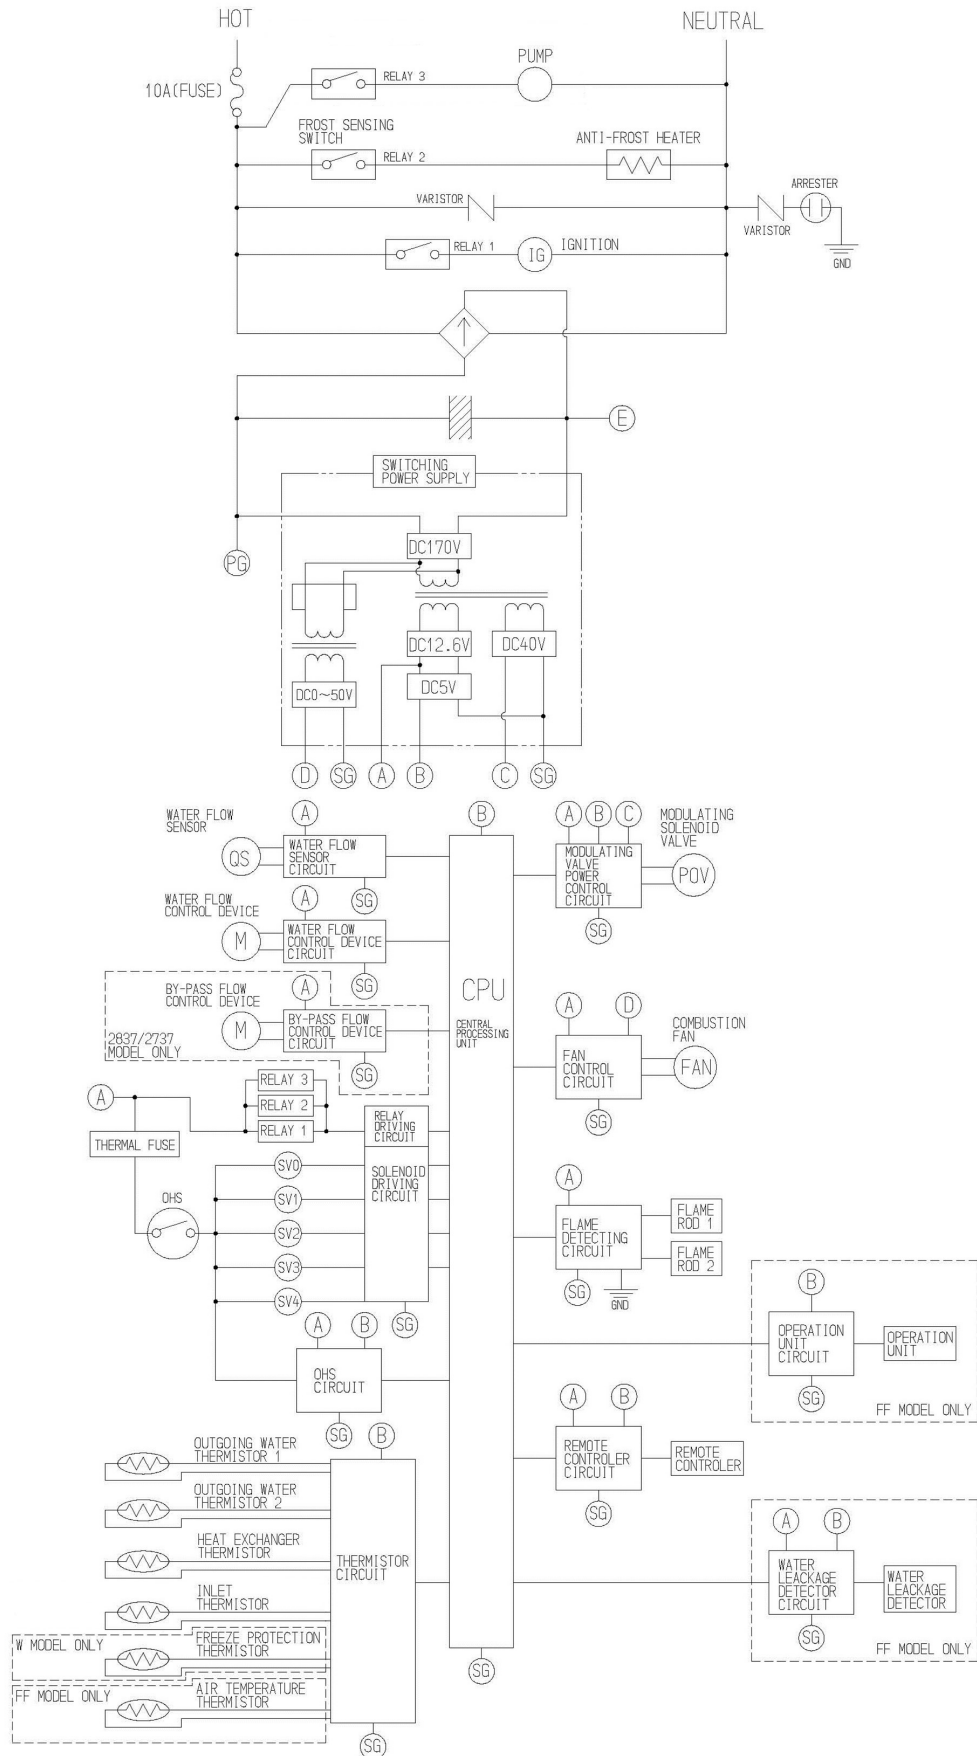 HOT
NEUTRAL
10A(FUSE)
RELAY 3
PUMP
FROST SENSING
SWITCH
RELAY 2
ANTI-FROST HEATER
VARISTOR
VARISTOR
ARRESTER
GND
RELAY 1
IG
IGNITION
E
SWITCHING
POWER SUPPLY
PG
DC170V
DC12.6V
DC40V
DC0~50V
DC5V
D
SG
A
B
C
SG
WATER FLOW
SENSOR
QS
A
WATER FLOW
SENSOR
CIRCUIT
SG
WATER FLOW
CONTROL DEVICE
M
A
WATER FLOW
CONTROL DEVICE
CIRCUIT
SG
BY-PASS FLOW
CONTROL DEVICE
M
A
BY-PASS FLOW
CONTROL DEVICE
CIRCUIT
SG
2837/2737
MODEL ONLY
B
CPU
CENTRAL
PROCESSING
UNIT
SG
A
B
C
MODULATING
SOLENOID
VALVE
MODULATING
VALVE
POWER
CONTROL
CIRCUIT
POV
SG
A
D
COMBUSTION
FAN
FAN
CONTROL
CIRCUIT
FAN
SG
A
THERMAL FUSE
OHS
RELAY 3
RELAY 2
RELAY 1
RELAY
DRIVING
CIRCUIT
SOLENOID
DRIVING
CIRCUIT
SV0
SV1
SV2
SV3
SV4
SG
A
B
OHS
CIRCUIT
SG
A
FLAME
DETECTING
CIRCUIT
FLAME
ROD 1
FLAME
ROD 2
SG
GND
B
OPERATION
UNIT
CIRCUIT
OPERATION
UNIT
SG
FF MODEL ONLY
A
B
REMOTE
CONTROLER
CIRCUIT
REMOTE
CONTROLER
SG
A
B
WATER
LEACKAGE
DETECTOR
CIRCUIT
WATER
LEACKAGE
DETECTOR
SG
FF MODEL ONLY
B
OUTGOING WATER
THERMISTOR 1
OUTGOING WATER
THERMISTOR 2
HEAT EXCHANGER
THERMISTOR
INLET
THERMISTOR
W MODEL ONLY
FREEZE PROTECTION
THERMISTOR
FF MODEL ONLY
AIR TEMPERATURE
THERMISTOR
THERMISTOR
CIRCUIT
SG